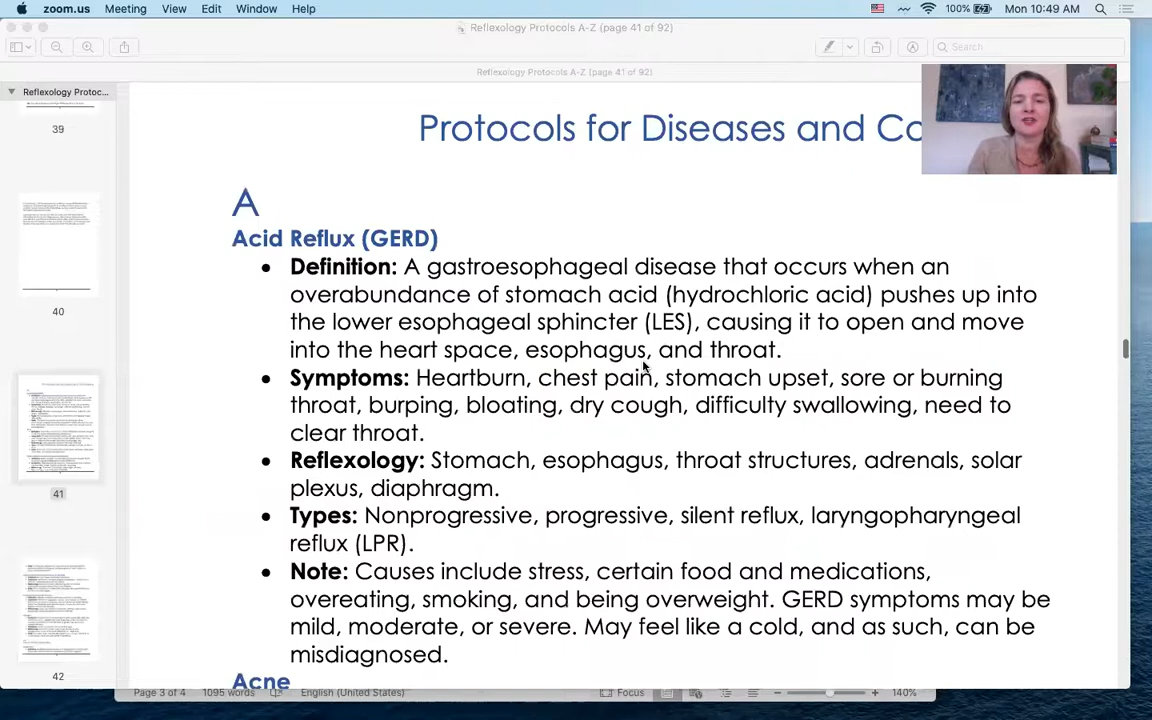 zoom.us Meeting View Edit Window Help 100% Mon 10:49 AM
Reflexology Protocols A-Z (page 41 of 92)
Search
Reflexology Protocols A-Z (page 41 of 92)
Reflexology Protoc...
39
40
41
42
Protocols for Diseases and Co
A
Acid Reflux (GERD)
• Definition: A gastroesophageal disease that occurs when an
overabundance of stomach acid (hydrochloric acid) pushes up into
the lower esophageal sphincter (LES), causing it to open and move
into the heart space, esophagus, and throat.
• Symptoms: Heartburn, chest pain, stomach upset, sore or burning
throat, burping, bloating, dry cough, difficulty swallowing, need to
clear throat.
• Reflexology: Stomach, esophagus, throat structures, adrenals, solar
plexus, diaphragm.
• Types: Nonprogressive, progressive, silent reflux, laryngopharyngeal
reflux (LPR).
• Note: Causes include stress, certain food and medications,
overeating, smoking, and being overweight. GERD symptoms may be
mild, moderate, or severe. May feel like a cold, and as such, can be
misdiagnosed.
Acne
Page 3 of 4 1095 words English (United States) Focus 140%